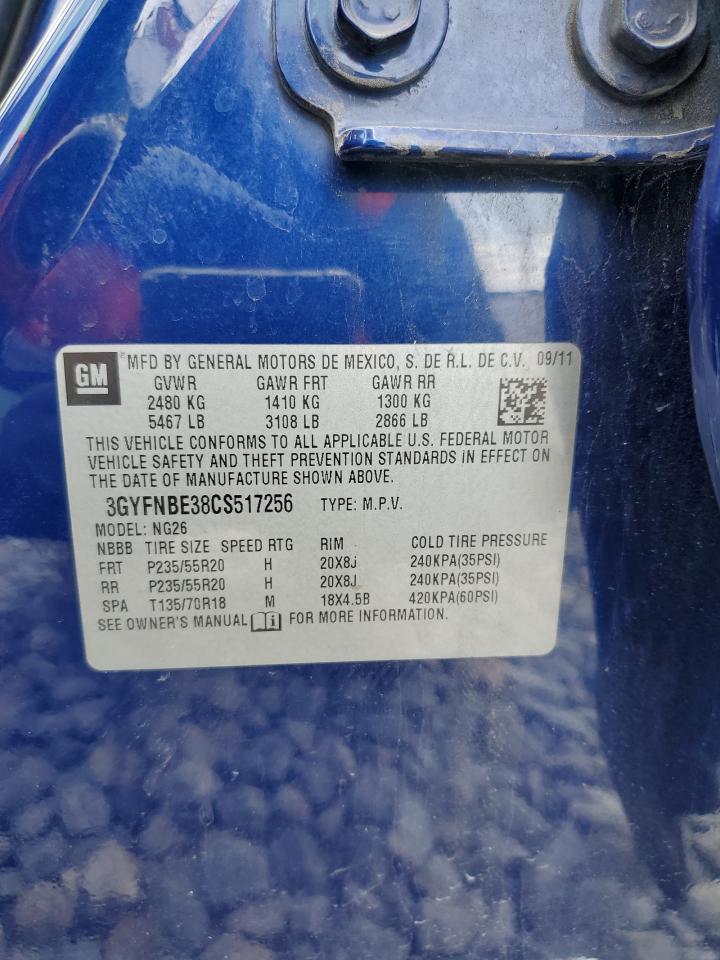 GM
MFD BY GENERAL MOTORS DE MEXICO, S. DE R.L. DE C.V. 09/11
GVWR GAWR FRT GAWR RR
2480 KG 1410 KG 1300 KG
5467 LB 3108 LB 2866 LB
THIS VEHICLE CONFORMS TO ALL APPLICABLE U.S. FEDERAL MOTOR
VEHICLE SAFETY AND THEFT PREVENTION STANDARDS IN EFFECT ON
THE DATE OF MANUFACTURE SHOWN ABOVE.
3GYFNBE38CS517256 TYPE: M.P.V.
MODEL: NG26
NBBB TIRE SIZE SPEED RTG RIM COLD TIRE PRESSURE
FRT P235/55R20 H 20X8J 240KPA(35PSI)
RR P235/55R20 H 20X8J 240KPA(35PSI)
SPA T135/70R18 M 18X4.5B 420KPA(60PSI)
SEE OWNER'S MANUAL FOR MORE INFORMATION.